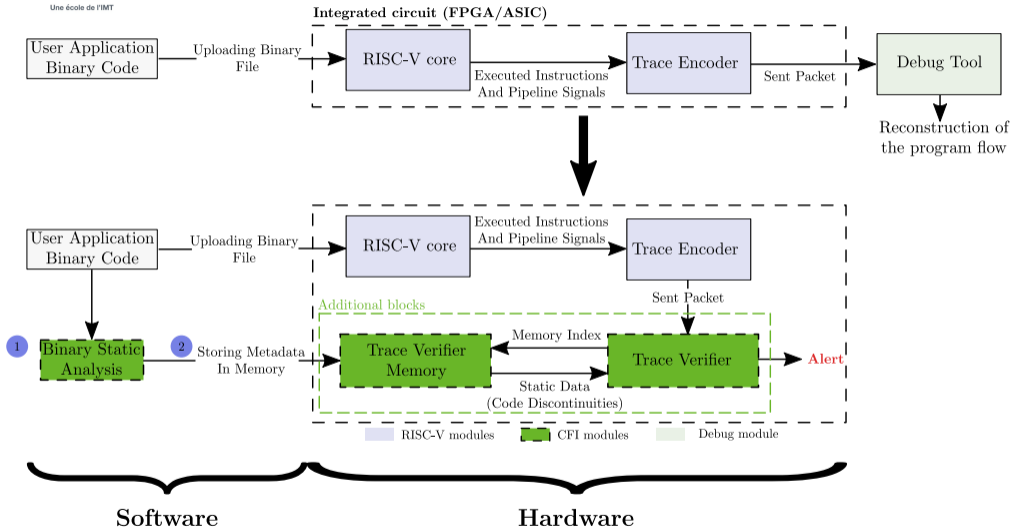 Une école de l'IMT
Integrated circuit (FPGA/ASIC)
User Application
Binary Code
Uploading Binary
File
RISC-V core
Executed Instructions
And Pipeline Signals
Trace Encoder
Sent Packet
Debug Tool
Reconstruction of
the program flow
User Application
Binary Code
Uploading Binary
File
RISC-V core
Executed Instructions
And Pipeline Signals
Trace Encoder
Sent Packet
Additional blocks
1
Binary Static
Analysis
2
Storing Metadata
In Memory
Trace Verifier
Memory
Memory Index
Static Data
(Code Discontinuities)
Trace Verifier
Alert
RISC-V modules
CFI modules
Debug module
Software
Hardware